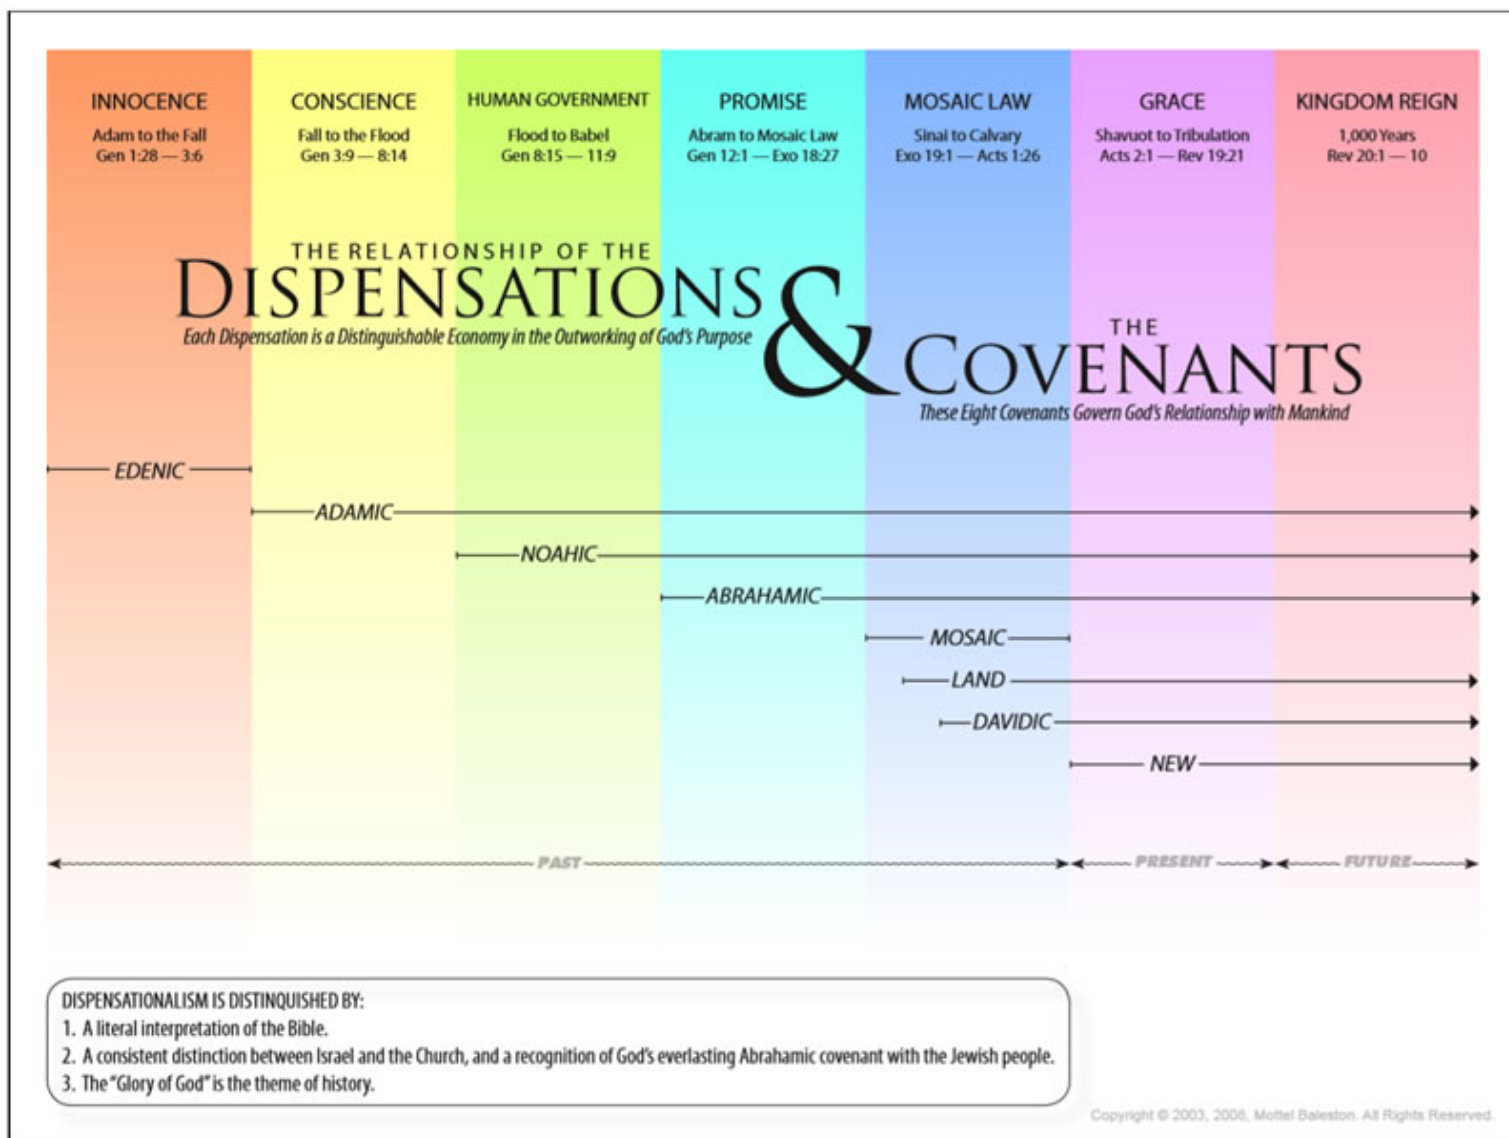 INNOCENCE
Adam to the Fall
Gen 1:28 — 3:6
CONSCIENCE
Fall to the Flood
Gen 3:9 — 8:14
HUMAN GOVERNMENT
Flood to Babel
Gen 8:15 — 11:9
PROMISE
Abram to Mosaic Law
Gen 12:1 — Exo 18:27
MOSAIC LAW
Sinai to Calvary
Exo 19:1 — Acts 1:26
GRACE
Shavuot to Tribulation
Acts 2:1 — Rev 19:21
KINGDOM REIGN
1,000 Years
Rev 20:1 — 10
THE RELATIONSHIP OF THE
DISPENSATIONS
Each Dispensation is a Distinguishable Economy in the Outworking of God's Purpose
&
THE
COVENANTS
These Eight Covenants Govern God's Relationship with Mankind
EDENIC
ADAMIC
NOAHIC
ABRAHAMIC
MOSAIC
LAND
DAVIDIC
NEW
PAST
PRESENT
FUTURE
DISPENSATIONALISM IS DISTINQUISHED BY:
1. A literal interpretation of the Bible.
2. A consistent distinction between Israel and the Church, and a recognition of God's everlasting Abrahamic covenant with the Jewish people.
3. The "Glory of God" is the theme of history.
Copyright © 2003, 2008, Mottel Baleston. All Rights Reserved.